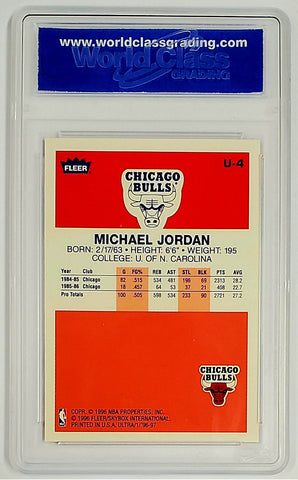 www.worldclassgrading.com
World Class
GRADING
FLEER
U-4
CHICAGO
BULLS
MICHAEL JORDAN
BORN: 2/17/63 • HEIGHT: 6'6" • WEIGHT: 195
COLLEGE: U. OF N. CAROLINA
Year Club G FG% REB AST STL BLK PTS AVG
1984-85 Chicago 82 .515 534 481 196 69 2313 28.2
1985-86 Chicago 18 .457 64 53 37 21 408 22.7
Pro Totals 100 .505 598 534 233 90 2721 27.2
CHICAGO
BULLS
COPR. © 1996 NBA PROPERTIES, INC.
© 1996 FLEER/SKYBOX INTERNATIONAL.
PRINTED IN U.S.A. ULTRA/1 '96-97